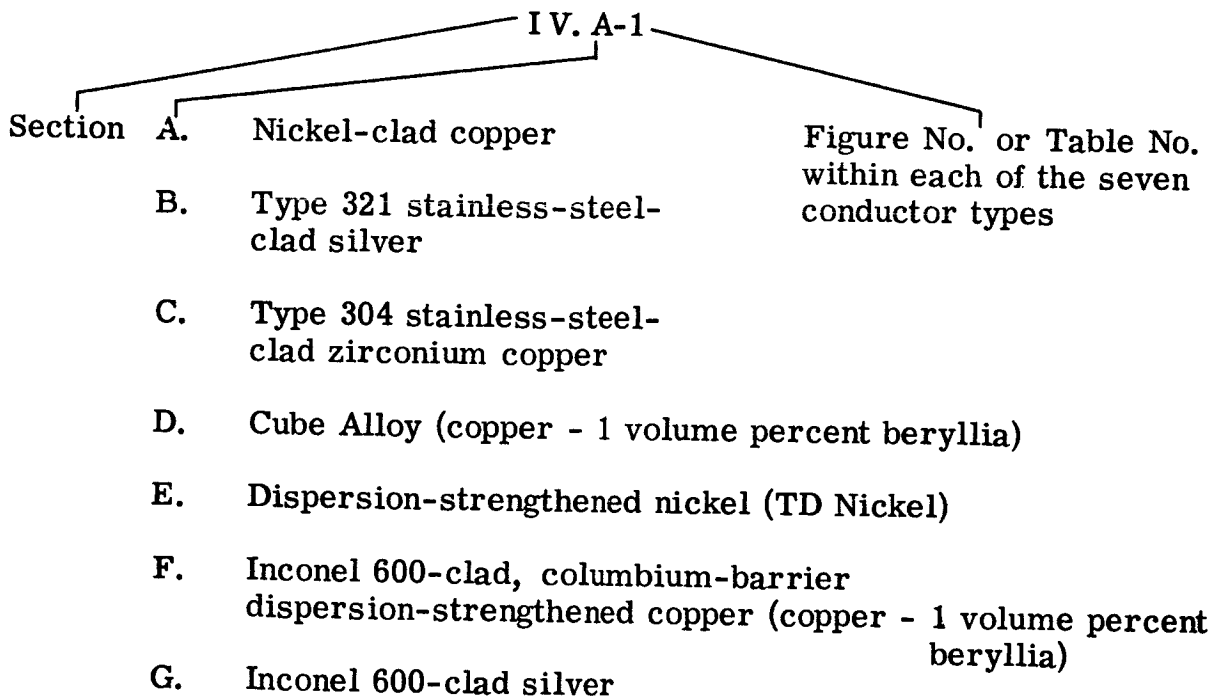 IV. A-1
Section A. Nickel-clad copper
Figure No. or Table No.
within each of the seven
conductor types
B. Type 321 stainless-steel-
clad silver
C. Type 304 stainless-steel-
clad zirconium copper
D. Cube Alloy (copper - 1 volume percent beryllia)
E. Dispersion-strengthened nickel (TD Nickel)
F. Inconel 600-clad, columbium-barrier
dispersion-strengthened copper (copper - 1 volume percent
beryllia)
G. Inconel 600-clad silver